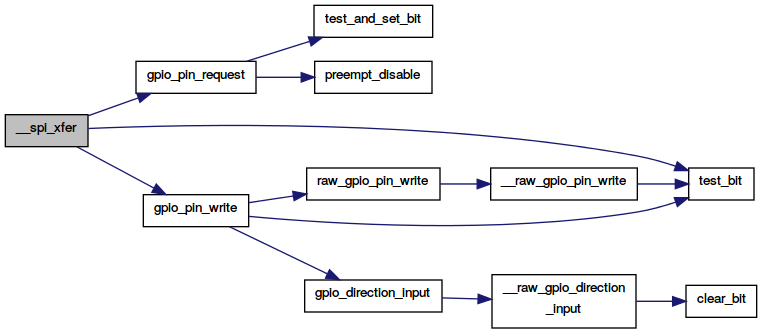 test_and_set_bit
gpio_pin_request
preempt_disable
__spi_xfer
raw_gpio_pin_write
__raw_gpio_pin_write
test_bit
gpio_pin_write
gpio_direction_input
__raw_gpio_direction
_input
clear_bit